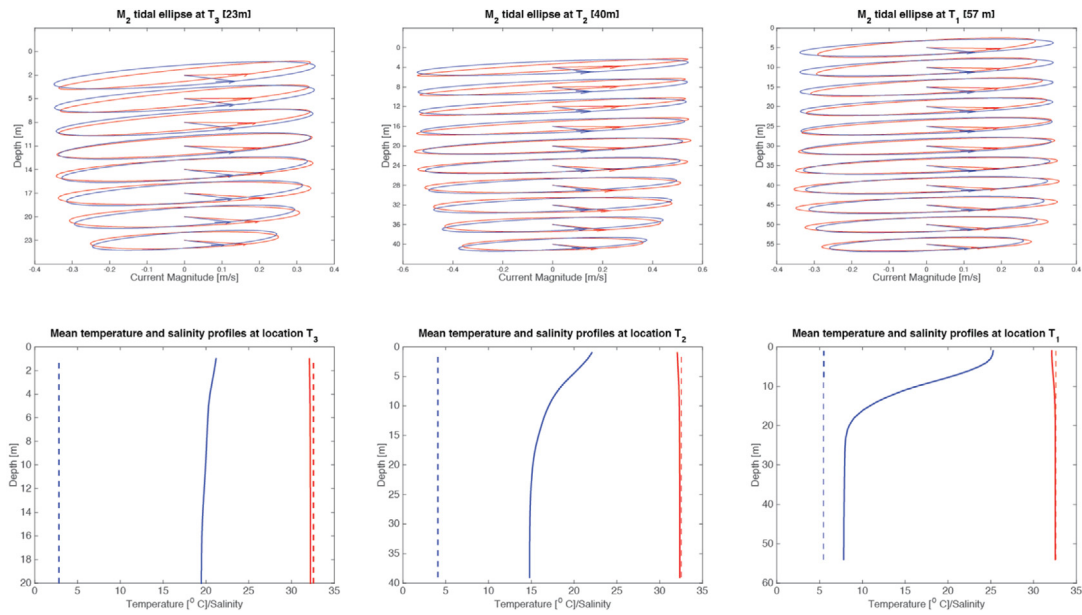 M2 tidal ellipse at T3 [23m]
0
2
5
8
11
14
17
20
23
Depth [m]
-0.4 -0.3 -0.2 -0.1 0 0.1 0.2 0.3 0.4
Current Magnitude [m/s]
M2 tidal ellipse at T2 [40m]
0
4
8
12
16
20
24
28
32
36
40
Depth [m]
-0.6 -0.4 -0.2 0 0.2 0.4 0.6
Current Magnitude [m/s]
M2 tidal ellipse at T1 [57 m]
0
5
10
15
20
25
30
35
40
45
50
55
Depth [m]
-0.4 -0.3 -0.2 -0.1 0 0.1 0.2 0.3 0.4
Current Magnitude [m/s]
Mean temperature and salinity profiles at location T3
0
2
4
6
8
10
12
14
16
18
20
Depth [m]
0 5 10 15 20 25 30 35
Temperature [° C]/Salinity
Mean temperature and salinity profiles at location T2
0
5
10
15
20
25
30
35
40
Depth [m]
0 5 10 15 20 25 30 35
Temperature [° C]/Salinity
Mean temperature and salinity profiles at location T1
0
10
20
30
40
50
60
Depth [m]
0 5 10 15 20 25 30 35
Temperature [° C]/Salinity